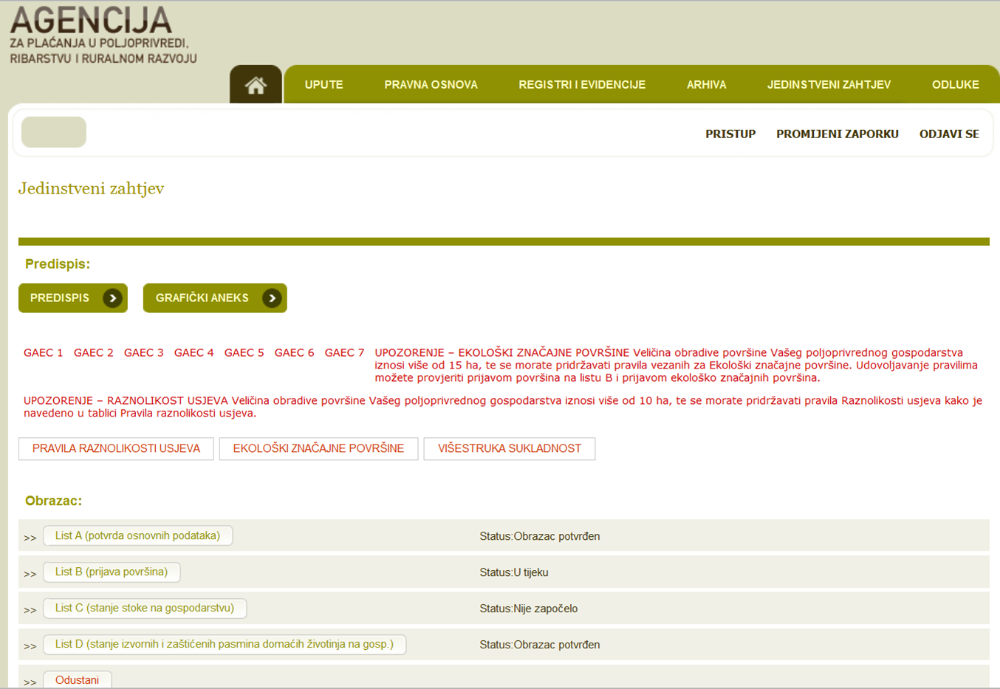 AGENCIJA
ZA PLAĆANJA U POLJOPRIVREDI,
RIBARSTVU I RURALNOM RAZVOJU
UPUTE PRAVNA OSNOVA REGISTRI I EVIDENCIJE ARHIVA JEDINSTVENI ZAHTJEV ODLUKE
PRISTUP PROMIJENI ZAPORKU ODJAVI SE
Jedinstveni zahtjev
Predispis:
PREDISPIS GRAFIČKI ANEKS
GAEC 1 GAEC 2 GAEC 3 GAEC 4 GAEC 5 GAEC 6 GAEC 7 UPOZORENJE – EKOLOŠKI ZNAČAJNE POVRŠINE Veličina obradive površine Vašeg poljoprivrednog gospodarstva
iznosi više od 15 ha, te se morate pridržavati pravila vezanih za Ekološki značajne površine. Udovoljavanje pravilima
možete provjeriti prijavom površina na listu B i prijavom ekološko značajnih površina.
UPOZORENJE – RAZNOLIKOST USJEVA Veličina obradive površine Vašeg poljoprivrednog gospodarstva iznosi više od 10 ha, te se morate pridržavati pravila Raznolikosti usjeva kako je
navedeno u tablici Pravila raznolikosti usjeva.
PRAVILA RAZNOLIKOSTI USJEVA EKOLOŠKI ZNAČAJNE POVRŠINE VIŠESTRUKA SUKLADNOST
Obrazac:
>> List A (potvrda osnovnih podataka) Status:Obrazac potvrđen
>> List B (prijava površina) Status:U tijeku
>> List C (stanje stoke na gospodarstvu) Status:Nije započelo
>> List D (stanje izvornih i zaštićenih pasmina domaćih životinja na gosp.) Status:Obrazac potvrđen
>> Odustani